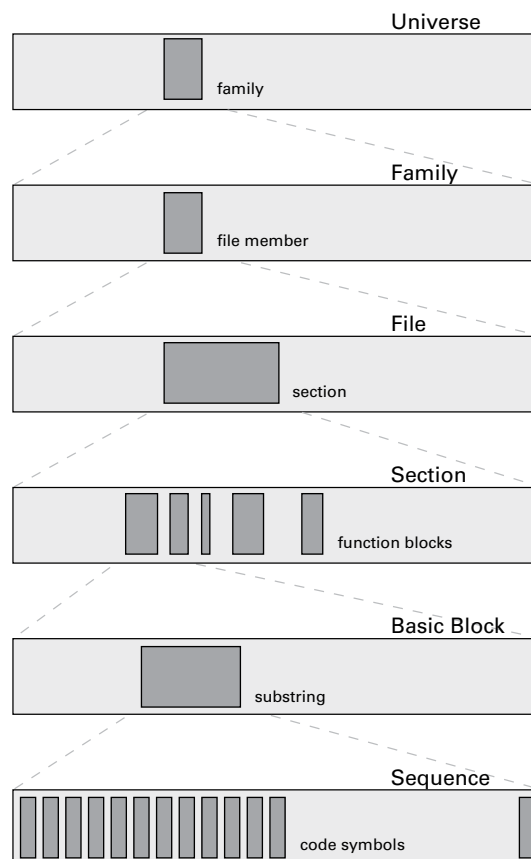 Universe
family
Family
file member
File
section
Section
function blocks
Basic Block
substring
Sequence
code symbols